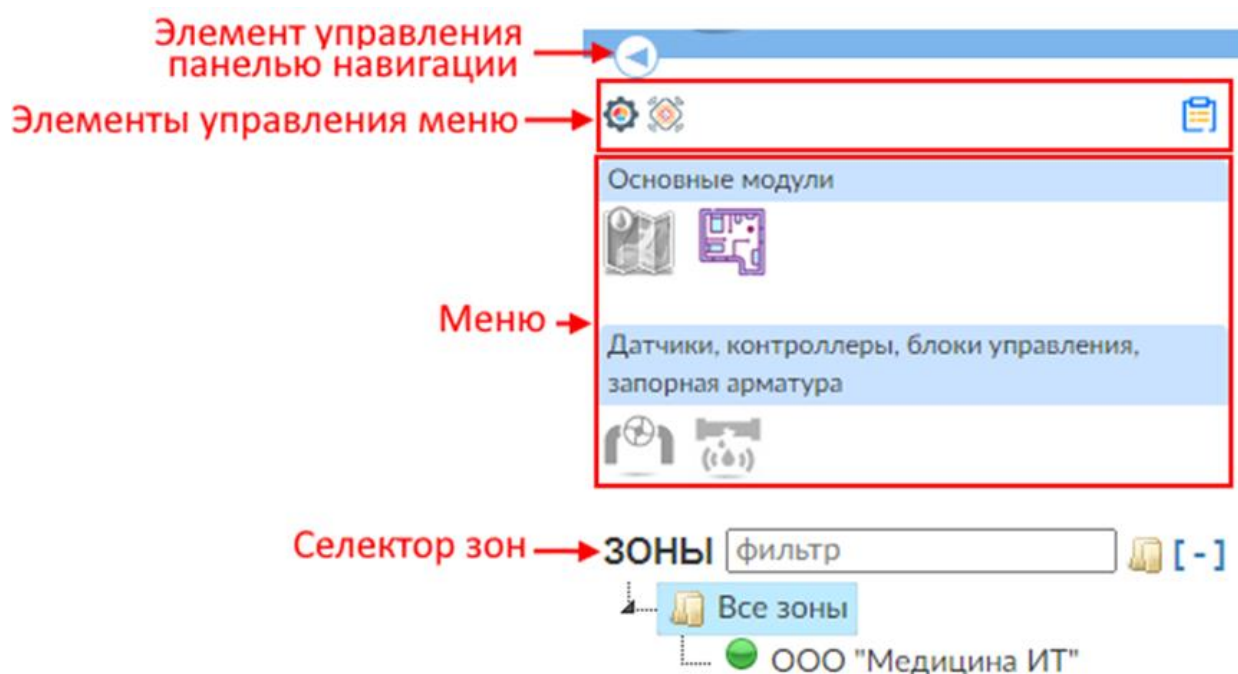 Элемент управления
панелью навигации
Элементы управления меню
Основные модули
Меню
Датчики, контроллеры, блоки управления,
запорная арматура
Селектор зон
ЗОНЫ фильтр [-]
Все зоны
ООО "Медицина ИТ"